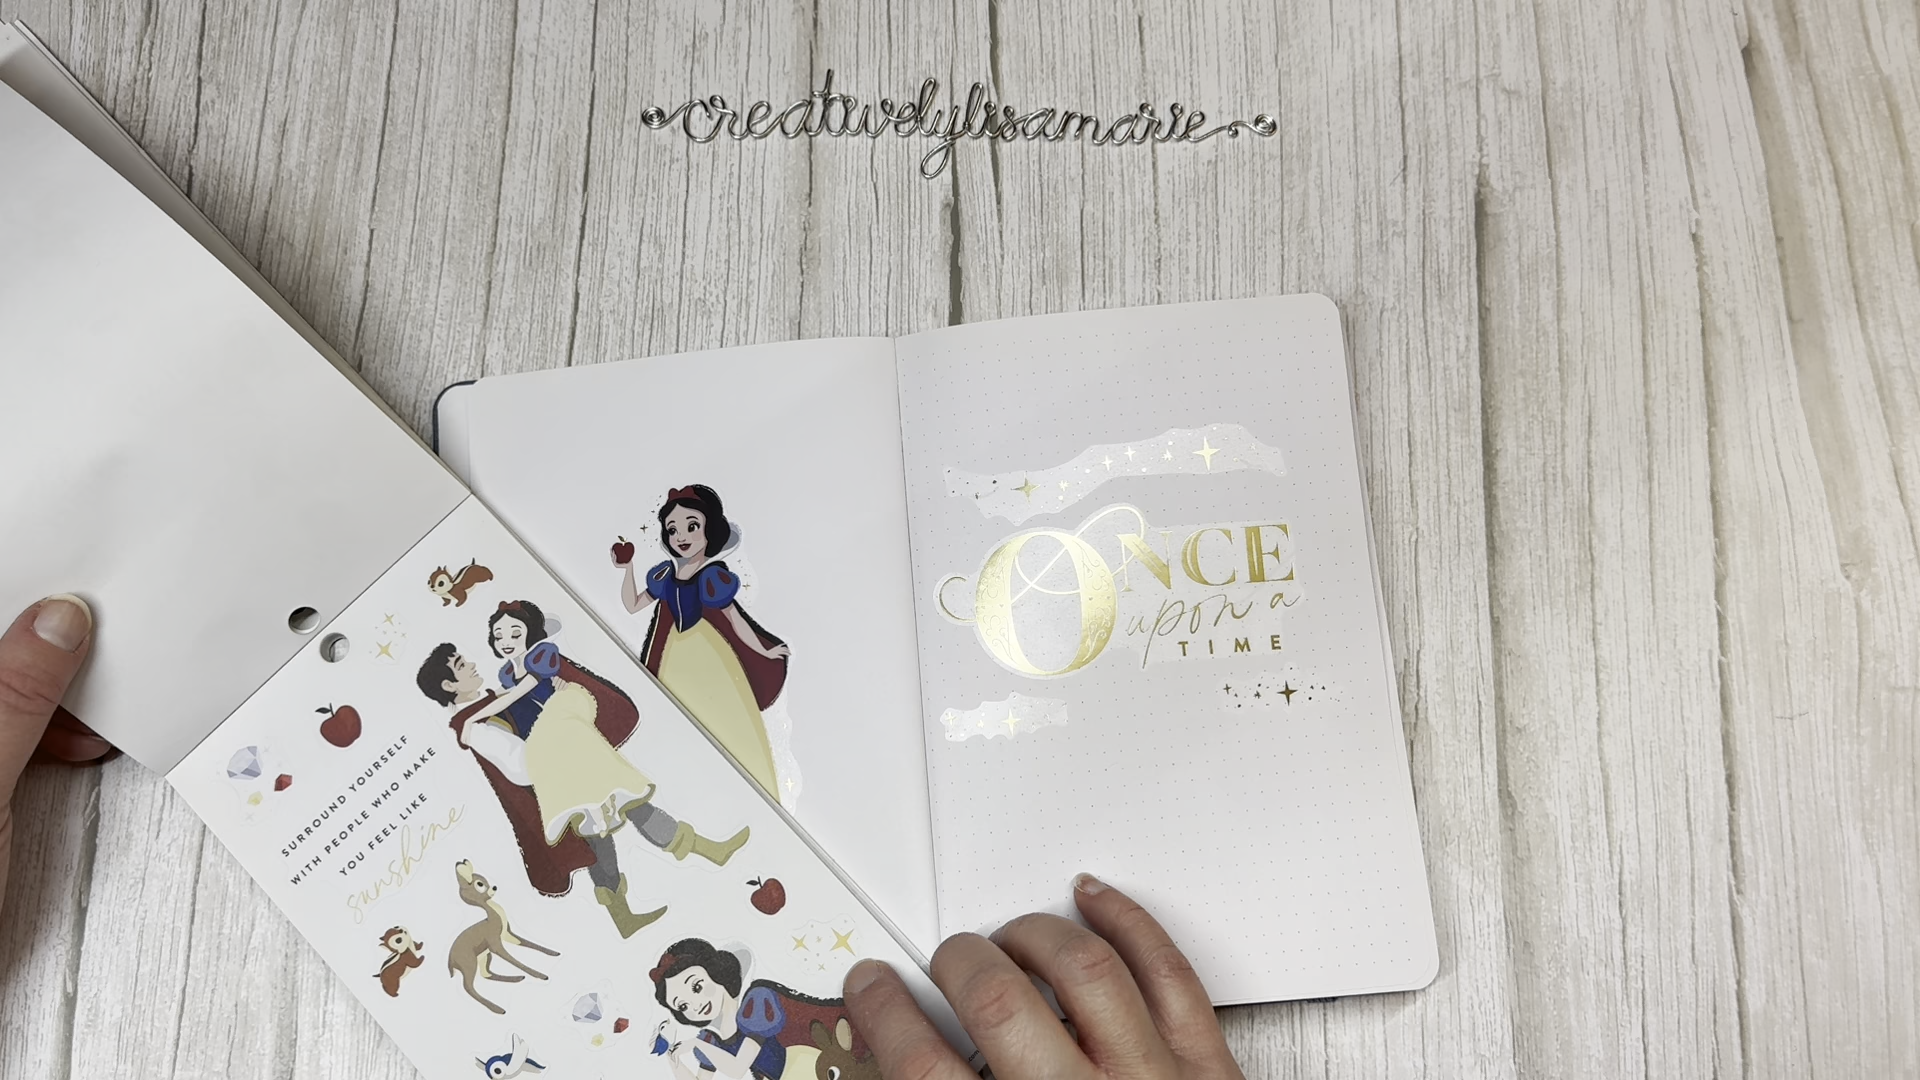 creativelylisamarie
ONCE
upon a
TIME
SURROUND YOURSELF
WITH PEOPLE WHO MAKE
YOU FEEL LIKE
sunshine